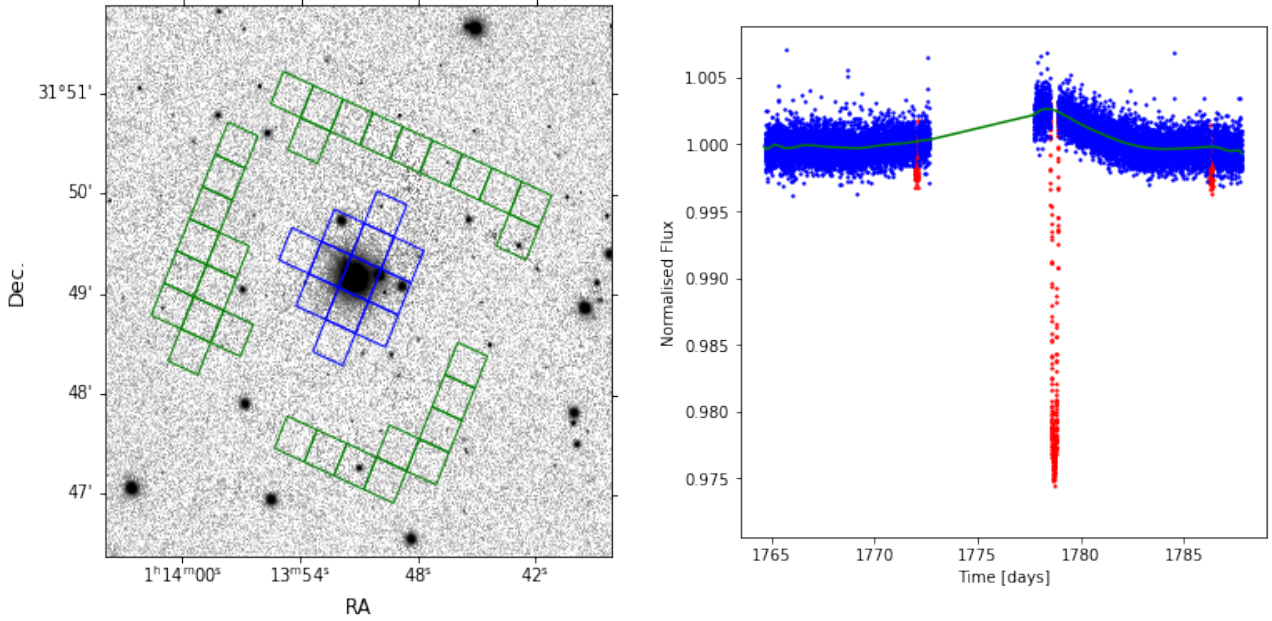 31°51'
50'
49'
48'
47'
Dec.
1ʰ14ᵐ00ˢ
13ᵐ54ˢ
48ˢ
42ˢ
RA
1.005
1.000
0.995
0.990
0.985
0.980
0.975
Normalised Flux
1765
1770
1775
1780
1785
Time [days]